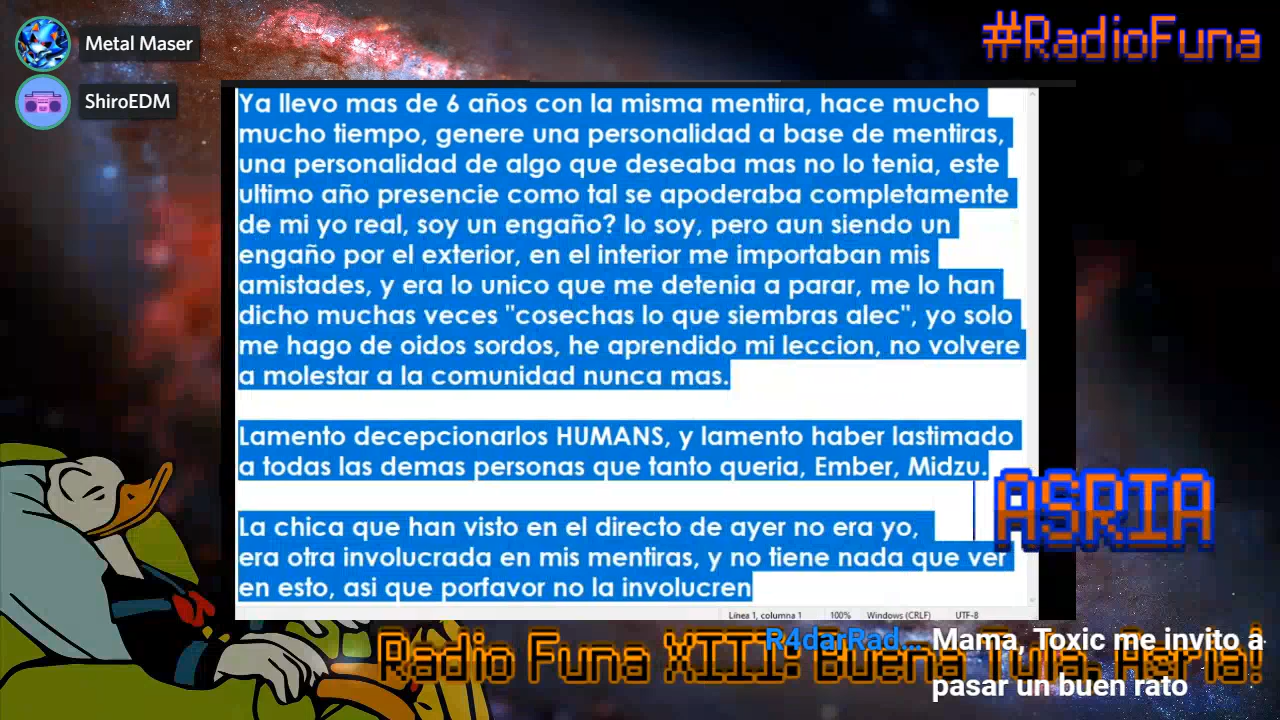 Metal Maser
#RadioFuna
ShiroEDM
Ya llevo mas de 6 años con la misma mentira, hace mucho
mucho tiempo, genere una personalidad a base de mentiras,
una personalidad de algo que deseaba mas no lo tenia, este
ultimo año presencie como tal se apoderaba completamente
de mi yo real, soy un engaño? lo soy, pero aun siendo un
engaño por el exterior, en el interior me importaban mis
amistades, y era lo unico que me detenia a parar, me lo han
dicho muchas veces "cosechas lo que siembras alec", yo solo
me hago de oidos sordos, he aprendido mi leccion, no volvere
a molestar a la comunidad nunca mas.
Lamento decepcionarlos HUMANS, y lamento haber lastimado
a todas las demas personas que tanto queria, Ember, Midzu.
ASRIA
La chica que han visto en el directo de ayer no era yo,
era otra involucrada en mis mentiras, y no tiene nada que ver
en esto, asi que porfavor no la involucren
Línea 1, columna 1 100% Windows (CRLF) UTF-8
R4darRad... Mama, Toxic me invito a
pasar un buen rato
Radio Funa XIII: Buena Tula, Asria!